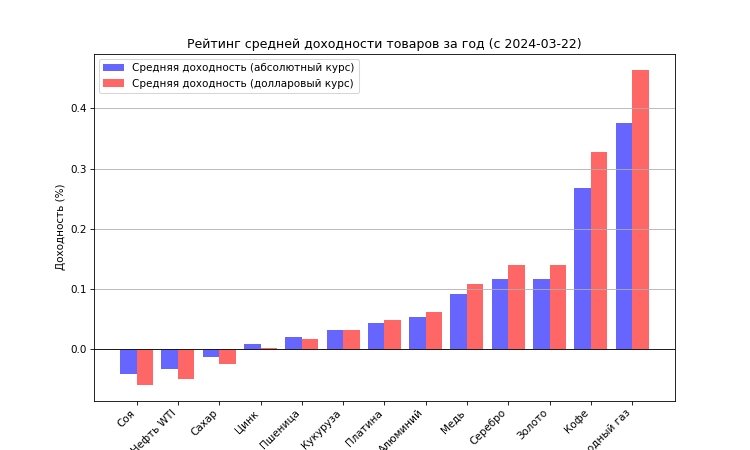 Рейтинг средней доходности товаров за год (с 2024-03-22)
Средняя доходность (абсолютный курс)
Средняя доходность (долларовый курс)
Доходность (%)
0.4
0.3
0.2
0.1
0.0
Соя
Нефть WTI
Сахар
Цинк
Пшеница
Кукуруза
Платина
Алюминий
Медь
Серебро
Золото
Кофе
одный газ